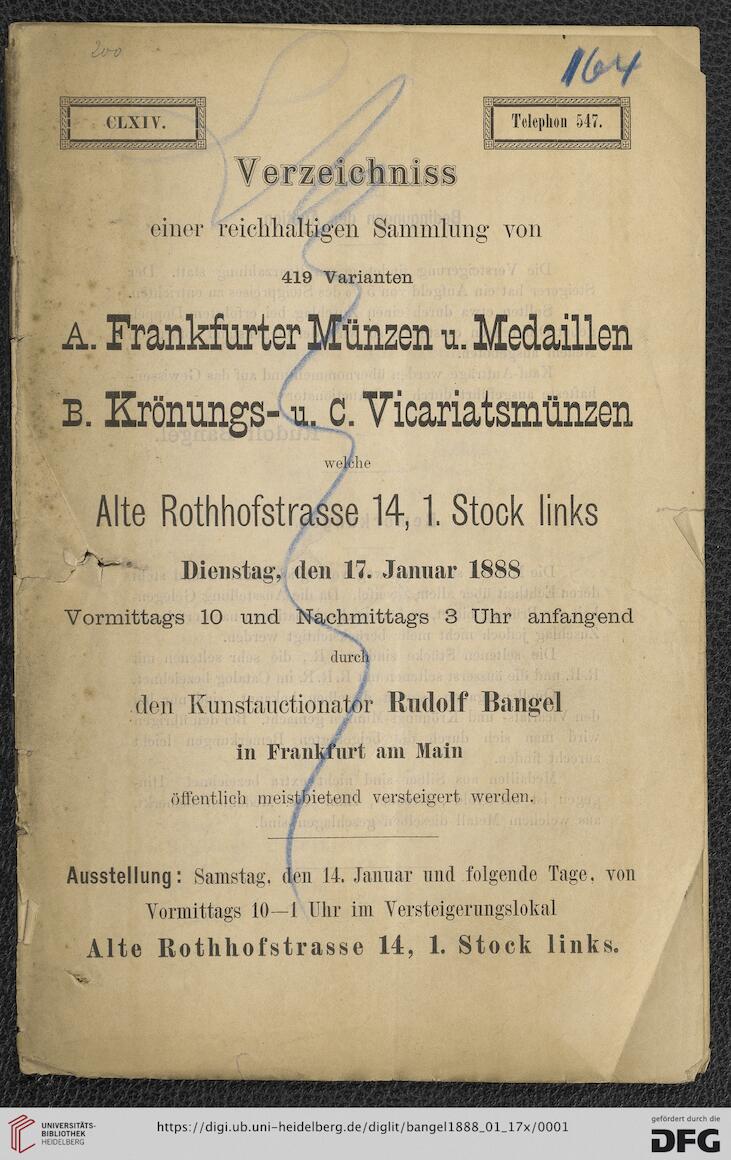 200
164
CLXIV.
Telephon 547.
Verzeichniss
einer reichhaltigen Sammlung von
419 Varianten
A. Frankfurter Münzen u. Medaillen
B. Krönungs- u. C. Vicariatsmünzen
welche
Alte Rothhofstrasse 14, 1. Stock links
Dienstag, den 17. Januar 1888
Vormittags 10 und Nachmittags 3 Uhr anfangend
durch
den Kunstauctionator Rudolf Bangel
in Frankfurt am Main
öffentlich meistbietend versteigert werden.
Ausstellung: Samstag, den 14. Januar und folgende Tage, von
Vormittags 10—1 Uhr im Versteigerungslokal
Alte Rothhofstrasse 14, 1. Stock links.
UNIVERSITÄTS-
BIBLIOTHEK
HEIDELBERG
https://digi.ub.uni-heidelberg.de/diglit/bangel1888_01_17x/0001
gefördert durch die
DFG